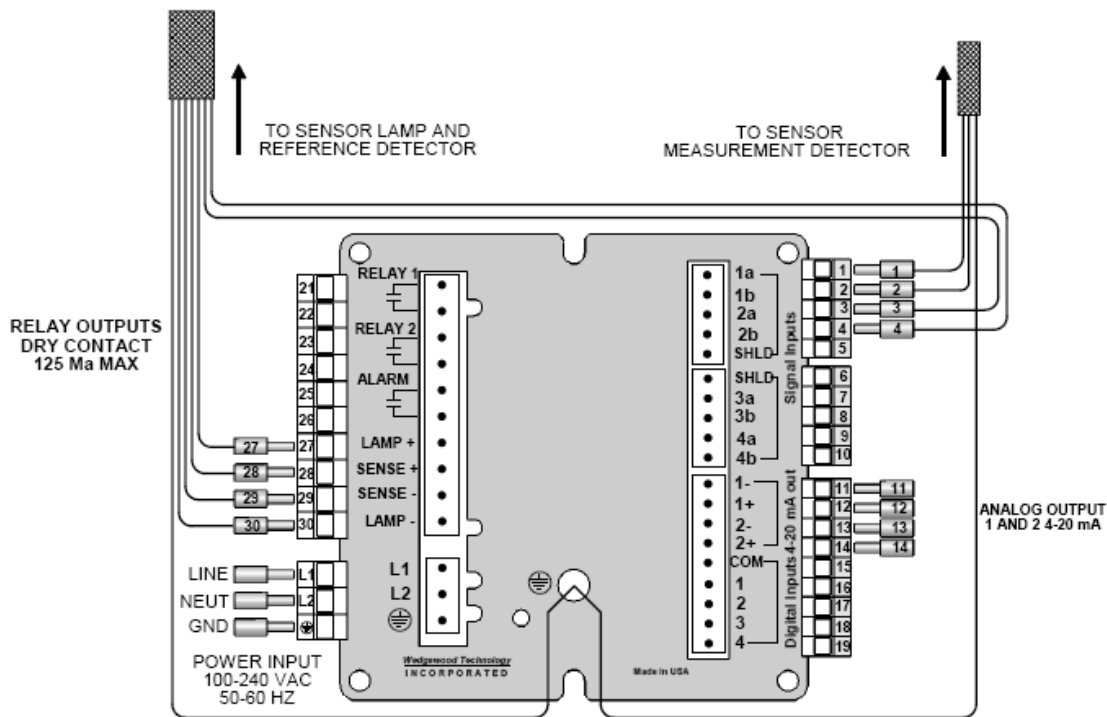 TO SENSOR LAMP AND
REFERENCE DETECTOR
TO SENSOR
MEASUREMENT DETECTOR
RELAY OUTPUTS
DRY CONTACT
125 Ma MAX
21
22
23
24
25
26
27 27
28 28
29 29
30 30
RELAY 1
RELAY 2
ALARM
LAMP +
SENSE +
SENSE -
LAMP -
LINE L1
NEUT L2
GND
L1
L2
POWER INPUT
100-240 VAC
50-60 HZ
Wedgewood Technology
INCORPORATED
Made in USA
1a
1b
2a
2b
SHLD
SHLD
3a
3b
4a
4b
1-
1+
2-
2+
COM
1
2
3
4
Signal Inputs
4-20 mA out
Digital Inputs
1 1
2 2
3 3
4 4
5
6
7
8
9
10
11 11
12 12
13 13
14 14
15
16
17
18
19
ANALOG OUTPUT
1 AND 2 4-20 mA